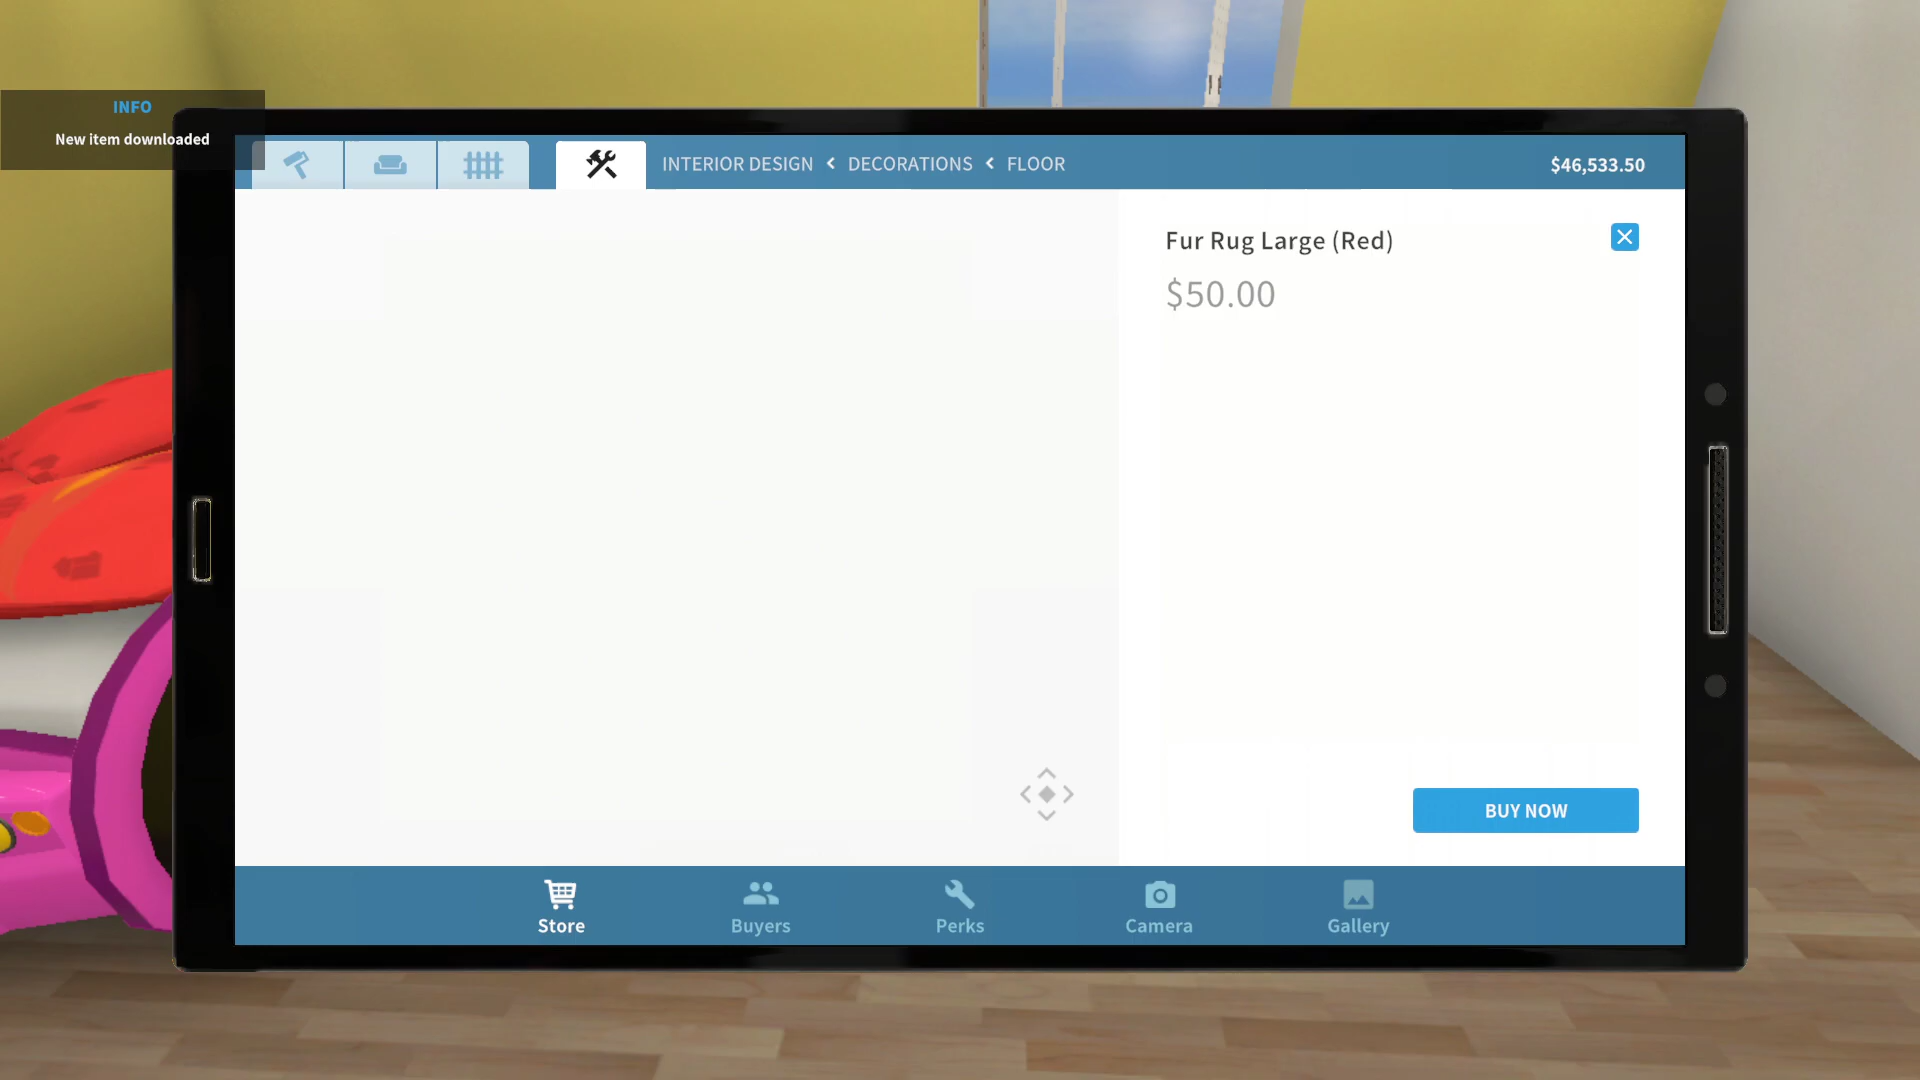 INFO
New item downloaded
INTERIOR DESIGN < DECORATIONS < FLOOR
$46,533.50
Fur Rug Large (Red)
$50.00
BUY NOW
Store
Buyers
Perks
Camera
Gallery